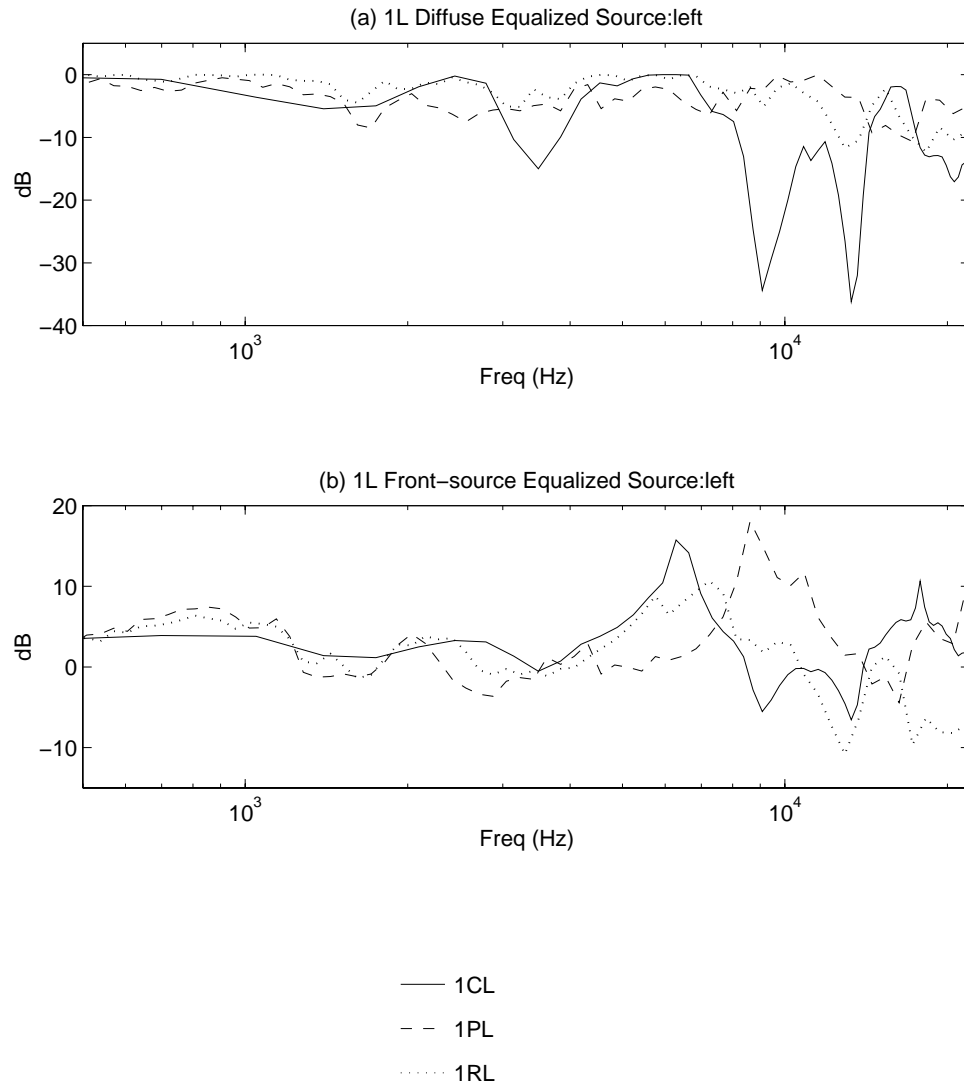 (a) 1L Diffuse Equalized Source:left
0
−10
−20
−30
−40
dB
10^3
10^4
Freq (Hz)
(b) 1L Front−source Equalized Source:left
20
10
0
−10
dB
10^3
10^4
Freq (Hz)
1CL
1PL
1RL